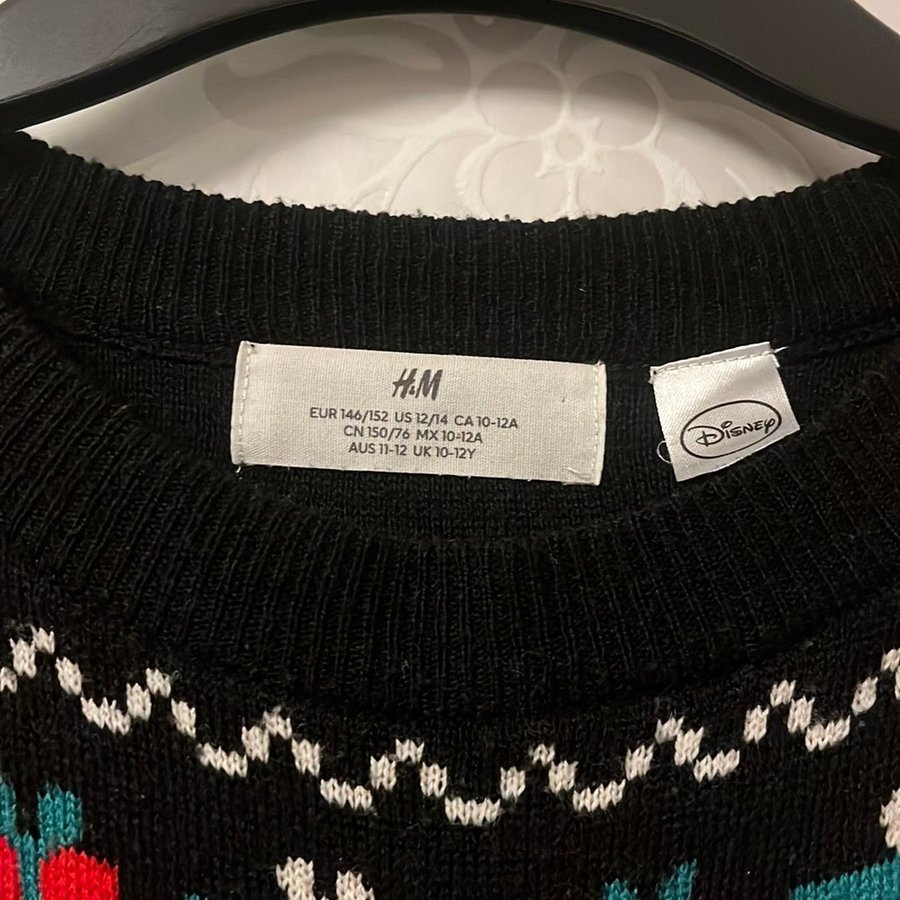 H&M
EUR 146/152 US 12/14 CA 10-12A
CN 150/76 MX 10-12A
AUS 11-12 UK 10-12Y
Disney